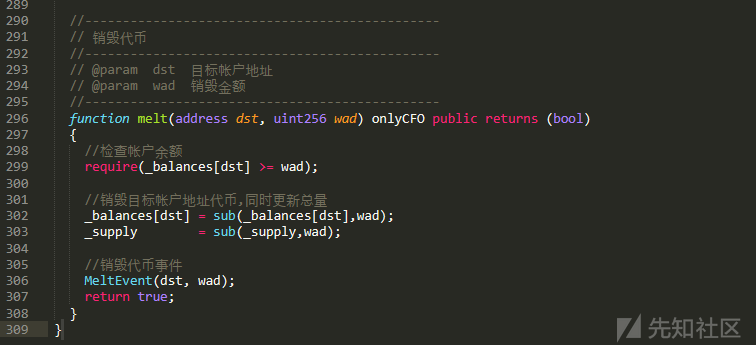 289
290 //---------------------------------------------
291 // 销毁代币
292 //---------------------------------------------
293 // @param  dst  目标帐户地址
294 // @param  wad  销毁金额
295 //---------------------------------------------
296 function melt(address dst, uint256 wad) onlyCFO public returns (bool)
297 {
298   //检查帐户余额
299   require(_balances[dst] >= wad);
300
301   //销毁目标帐户地址代币,同时更新总量
302   _balances[dst] = sub(_balances[dst],wad);
303   _supply        = sub(_supply,wad);
304
305   //销毁代币事件
306   MeltEvent(dst, wad);
307   return true;
308 }
309 }
先知社区